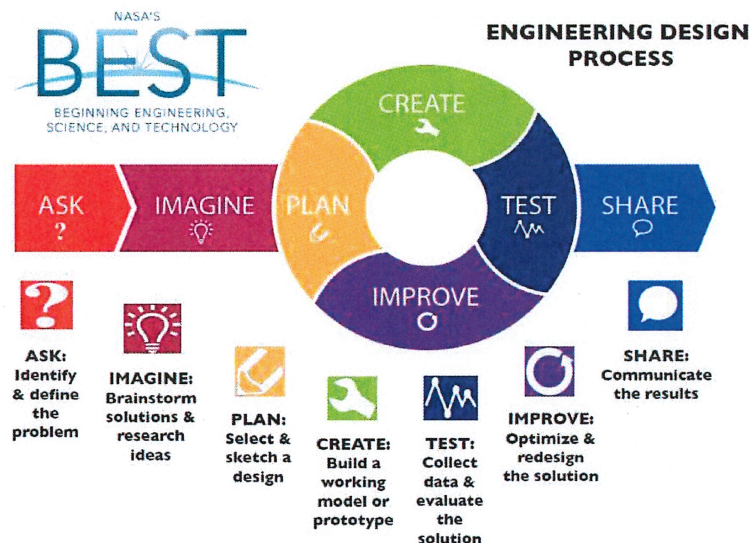 NASA'S
BEST
BEGINNING ENGINEERING,
SCIENCE, AND TECHNOLOGY
ENGINEERING DESIGN
PROCESS
ASK
?
IMAGINE
PLAN
CREATE
TEST
IMPROVE
SHARE
?
ASK:
Identify
& define
the
problem
IMAGINE:
Brainstorm
solutions &
research
ideas
PLAN:
Select &
sketch a
design
CREATE:
Build a
working
model or
prototype
TEST:
Collect
data &
evaluate
the
solution
IMPROVE:
Optimize &
redesign
the solution
SHARE:
Communicate
the results